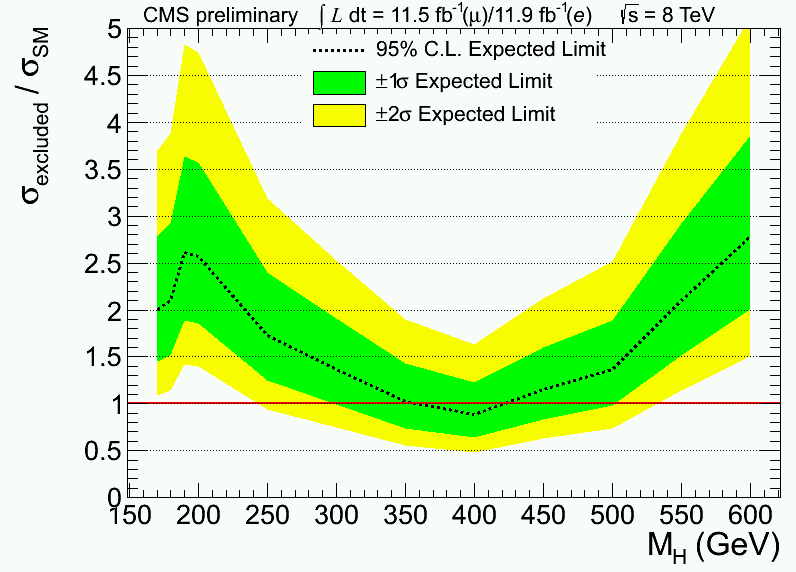 CMS preliminary ∫ L dt = 11.5 fb⁻¹(μ)/11.9 fb⁻¹(e) √s = 8 TeV
95% C.L. Expected Limit
±1σ Expected Limit
±2σ Expected Limit
σexcluded / σSM
5
4.5
4
3.5
3
2.5
2
1.5
1
0.5
0
150 200 250 300 350 400 450 500 550 600
M_H (GeV)